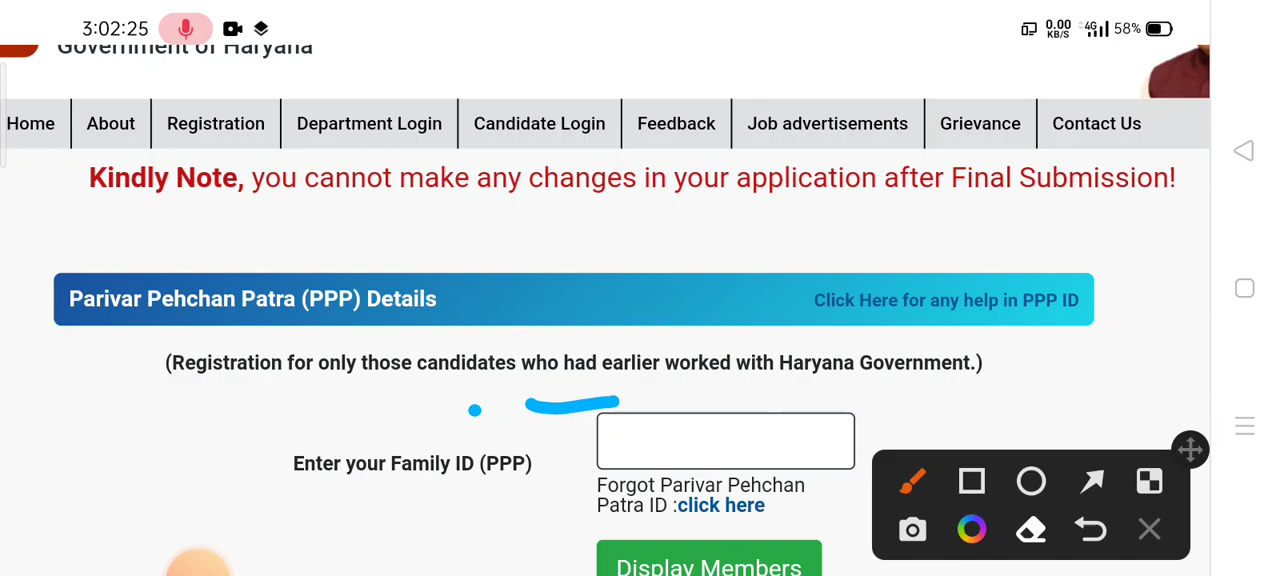 3:02:25 0.00 KB/S 4G 58%
Government of Haryana
Home About Registration Department Login Candidate Login Feedback Job advertisements Grievance Contact Us
Kindly Note, you cannot make any changes in your application after Final Submission!
Parivar Pehchan Patra (PPP) Details Click Here for any help in PPP ID
(Registration for only those candidates who had earlier worked with Haryana Government.)
Enter your Family ID (PPP)
Forgot Parivar Pehchan
Patra ID :click here
Display Members